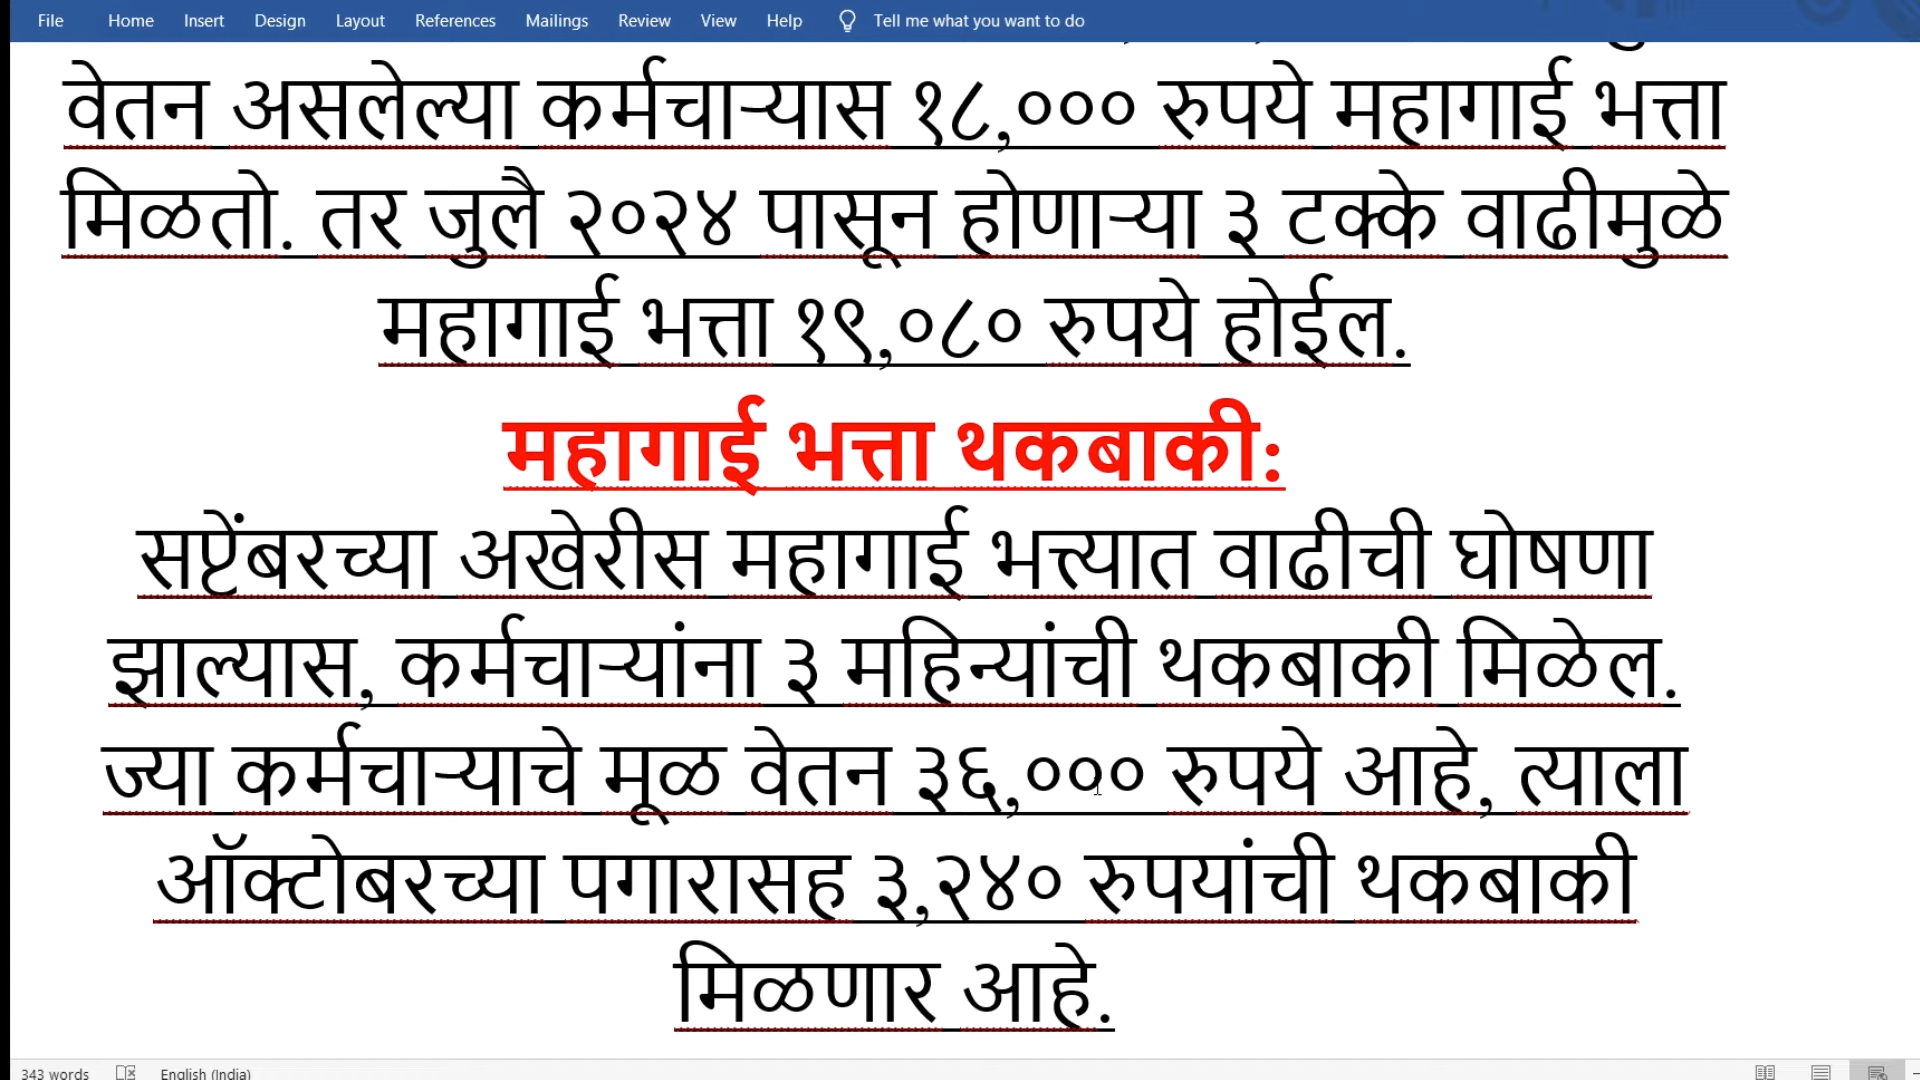 File Home Insert Design Layout References Mailings Review View Help Tell me what you want to do
वेतन असलेल्या कर्मचाऱ्यास १८,००० रुपये महागाई भत्ता
मिळतो. तर जुलै २०२४ पासून होणाऱ्या ३ टक्के वाढीमुळे
महागाई भत्ता १९,०८० रुपये होईल.
महागाई भत्ता थकबाकी:
सप्टेंबरच्या अखेरीस महागाई भत्त्यात वाढीची घोषणा
झाल्यास, कर्मचाऱ्यांना ३ महिन्यांची थकबाकी मिळेल.
ज्या कर्मचाऱ्याचे मूळ वेतन ३६,००० रुपये आहे, त्याला
ऑक्टोबरच्या पगारासह ३,२४० रुपयांची थकबाकी
मिळणार आहे.
343 words English (India)